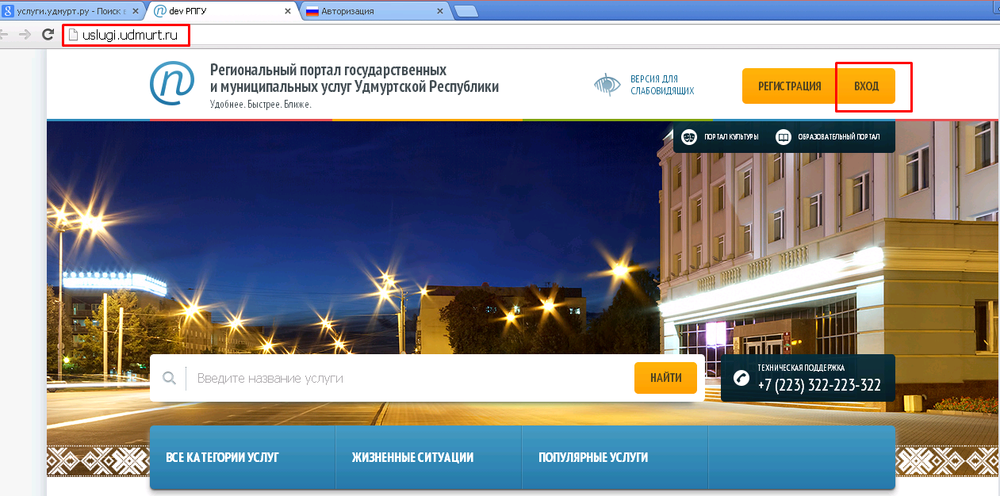 услуги.удмурт.ру - Поиск в
dev РПГУ
Авторизация
uslugi.udmurt.ru
Региональный портал государственных
и муниципальных услуг Удмуртской Республики
Удобнее. Быстрее. Ближе.
ВЕРСИЯ ДЛЯ
СЛАБОВИДЯЩИХ
РЕГИСТРАЦИЯ
ВХОД
ПОРТАЛ КУЛЬТУРЫ
ОБРАЗОВАТЕЛЬНЫЙ ПОРТАЛ
Введите название услуги
НАЙТИ
ТЕХНИЧЕСКАЯ ПОДДЕРЖКА
+7 (223) 322-223-322
ВСЕ КАТЕГОРИИ УСЛУГ
ЖИЗНЕННЫЕ СИТУАЦИИ
ПОПУЛЯРНЫЕ УСЛУГИ